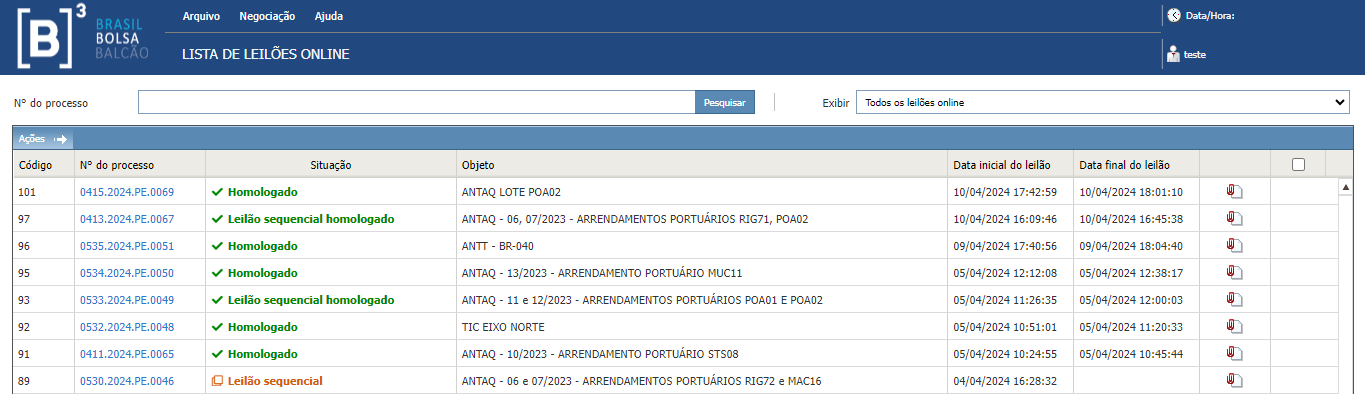 B 3 BRASIL BOLSA BALCÃO
Arquivo Negociação Ajuda
Data/Hora:
LISTA DE LEILÕES ONLINE
teste
N° do processo Pesquisar Exibir Todos os leilões online
Ações
Código N° do processo Situação Objeto Data inicial do leilão Data final do leilão
101 0415.2024.PE.0069 Homologado ANTAQ LOTE POA02 10/04/2024 17:42:59 10/04/2024 18:01:10
97 0413.2024.PE.0067 Leilão sequencial homologado ANTAQ - 06, 07/2023 - ARRENDAMENTOS PORTUÁRIOS RIG71, POA02 10/04/2024 16:09:46 10/04/2024 16:45:38
96 0535.2024.PE.0051 Homologado ANTT - BR-040 09/04/2024 17:40:56 09/04/2024 18:04:40
95 0534.2024.PE.0050 Homologado ANTAQ - 13/2023 - ARRENDAMENTO PORTUÁRIO MUC11 05/04/2024 12:12:08 05/04/2024 12:38:17
93 0533.2024.PE.0049 Leilão sequencial homologado ANTAQ - 11 e 12/2023 - ARRENDAMENTOS PORTUÁRIOS POA01 E POA02 05/04/2024 11:26:35 05/04/2024 12:00:03
92 0532.2024.PE.0048 Homologado TIC EIXO NORTE 05/04/2024 10:51:01 05/04/2024 11:20:33
91 0411.2024.PE.0065 Homologado ANTAQ - 10/2023 - ARRENDAMENTO PORTUÁRIO STS08 05/04/2024 10:24:55 05/04/2024 10:45:44
89 0530.2024.PE.0046 Leilão sequencial ANTAQ - 06 e 07/2023 - ARRENDAMENTOS PORTUÁRIOS RIG72 e MAC16 04/04/2024 16:28:32